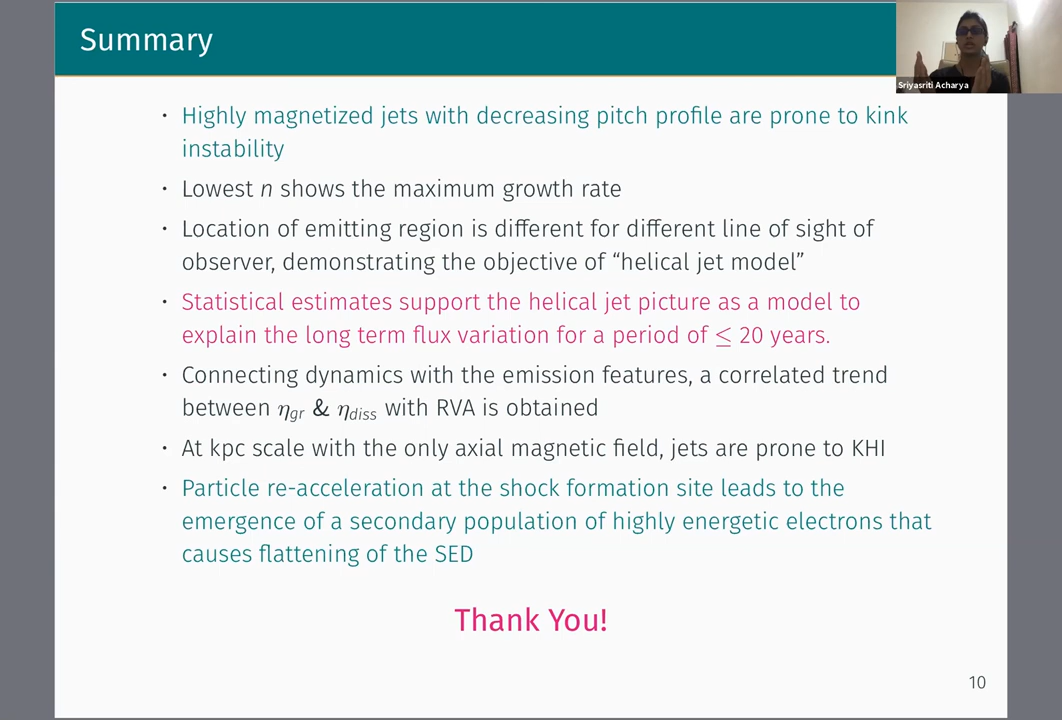 Summary
Sriyasriti Acharya
• Highly magnetized jets with decreasing pitch profile are prone to kink
instability
• Lowest n shows the maximum growth rate
• Location of emitting region is different for different line of sight of
observer, demonstrating the objective of “helical jet model”
• Statistical estimates support the helical jet picture as a model to
explain the long term flux variation for a period of ≤ 20 years.
• Connecting dynamics with the emission features, a correlated trend
between η_gr & η_diss with RVA is obtained
• At kpc scale with the only axial magnetic field, jets are prone to KHI
• Particle re-acceleration at the shock formation site leads to the
emergence of a secondary population of highly energetic electrons that
causes flattening of the SED
Thank You!
10